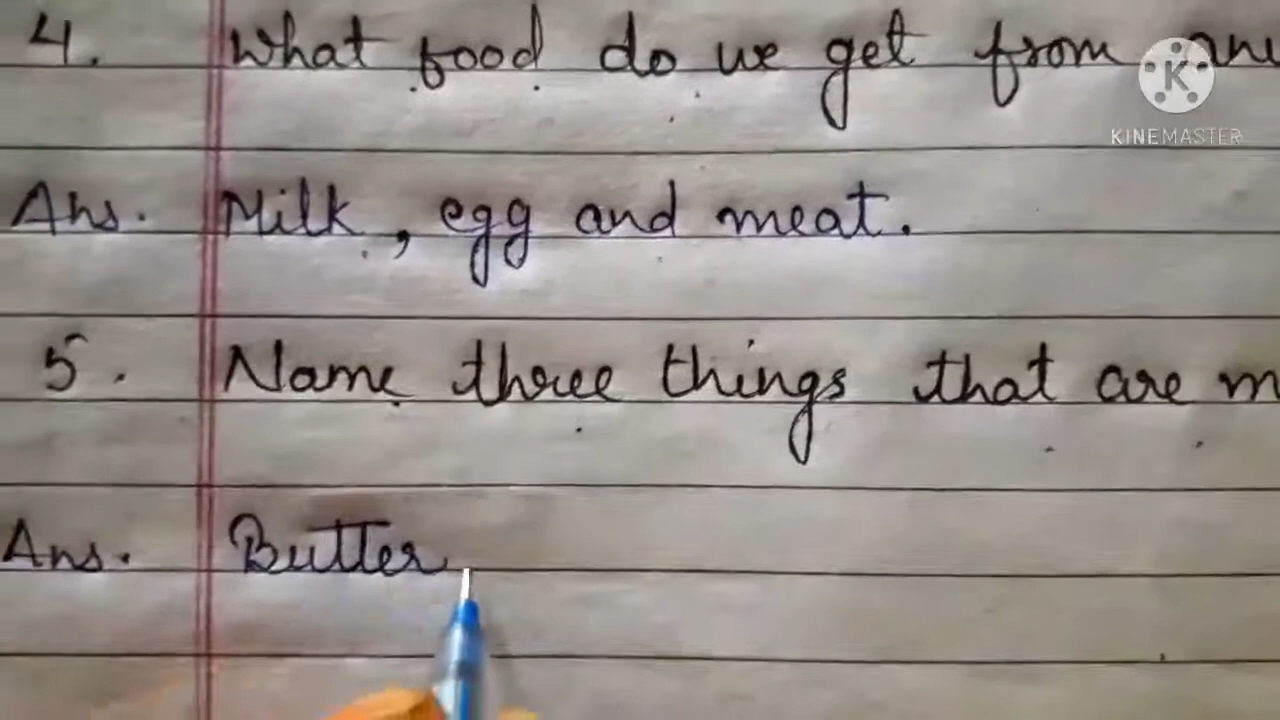 4. What food do we get from
KINEMASTER
Ans. Milk, egg and meat.
5. Name three things that are
Ans. Butter